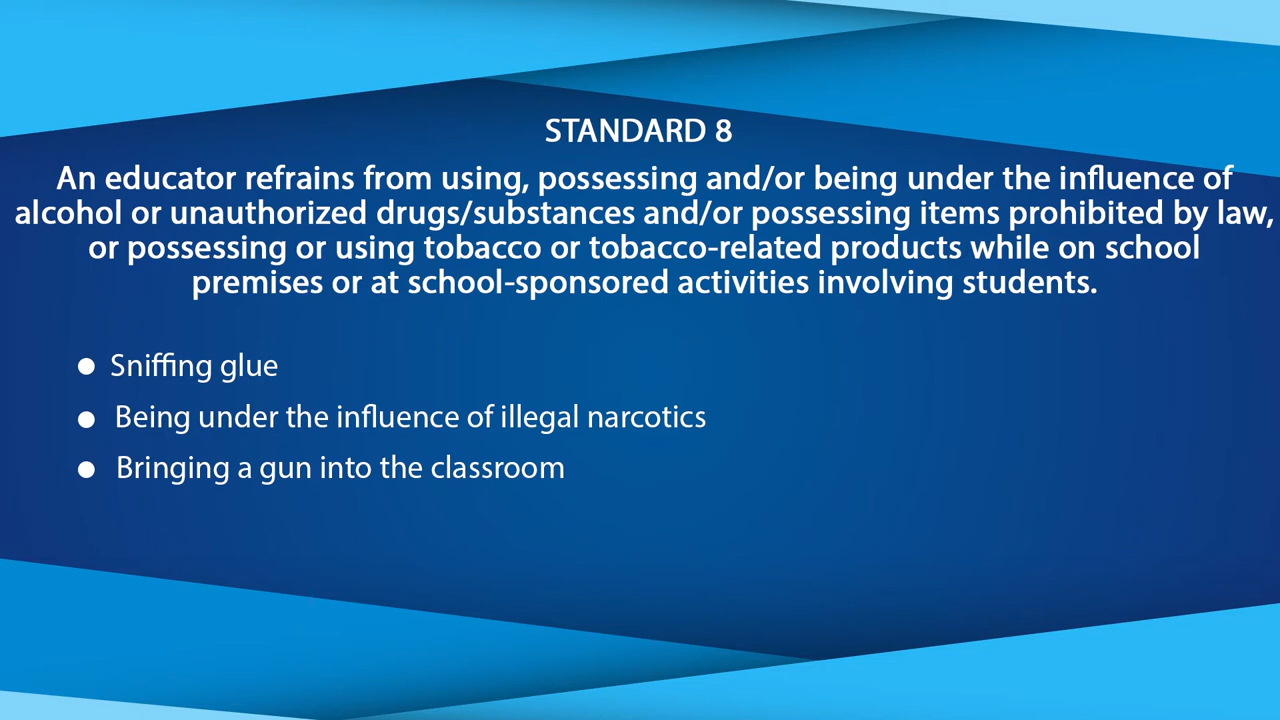 STANDARD 8
An educator refrains from using, possessing and/or being under the influence of
alcohol or unauthorized drugs/substances and/or possessing items prohibited by law,
or possessing or using tobacco or tobacco-related products while on school
premises or at school-sponsored activities involving students.
● Sniffing glue
● Being under the influence of illegal narcotics
● Bringing a gun into the classroom